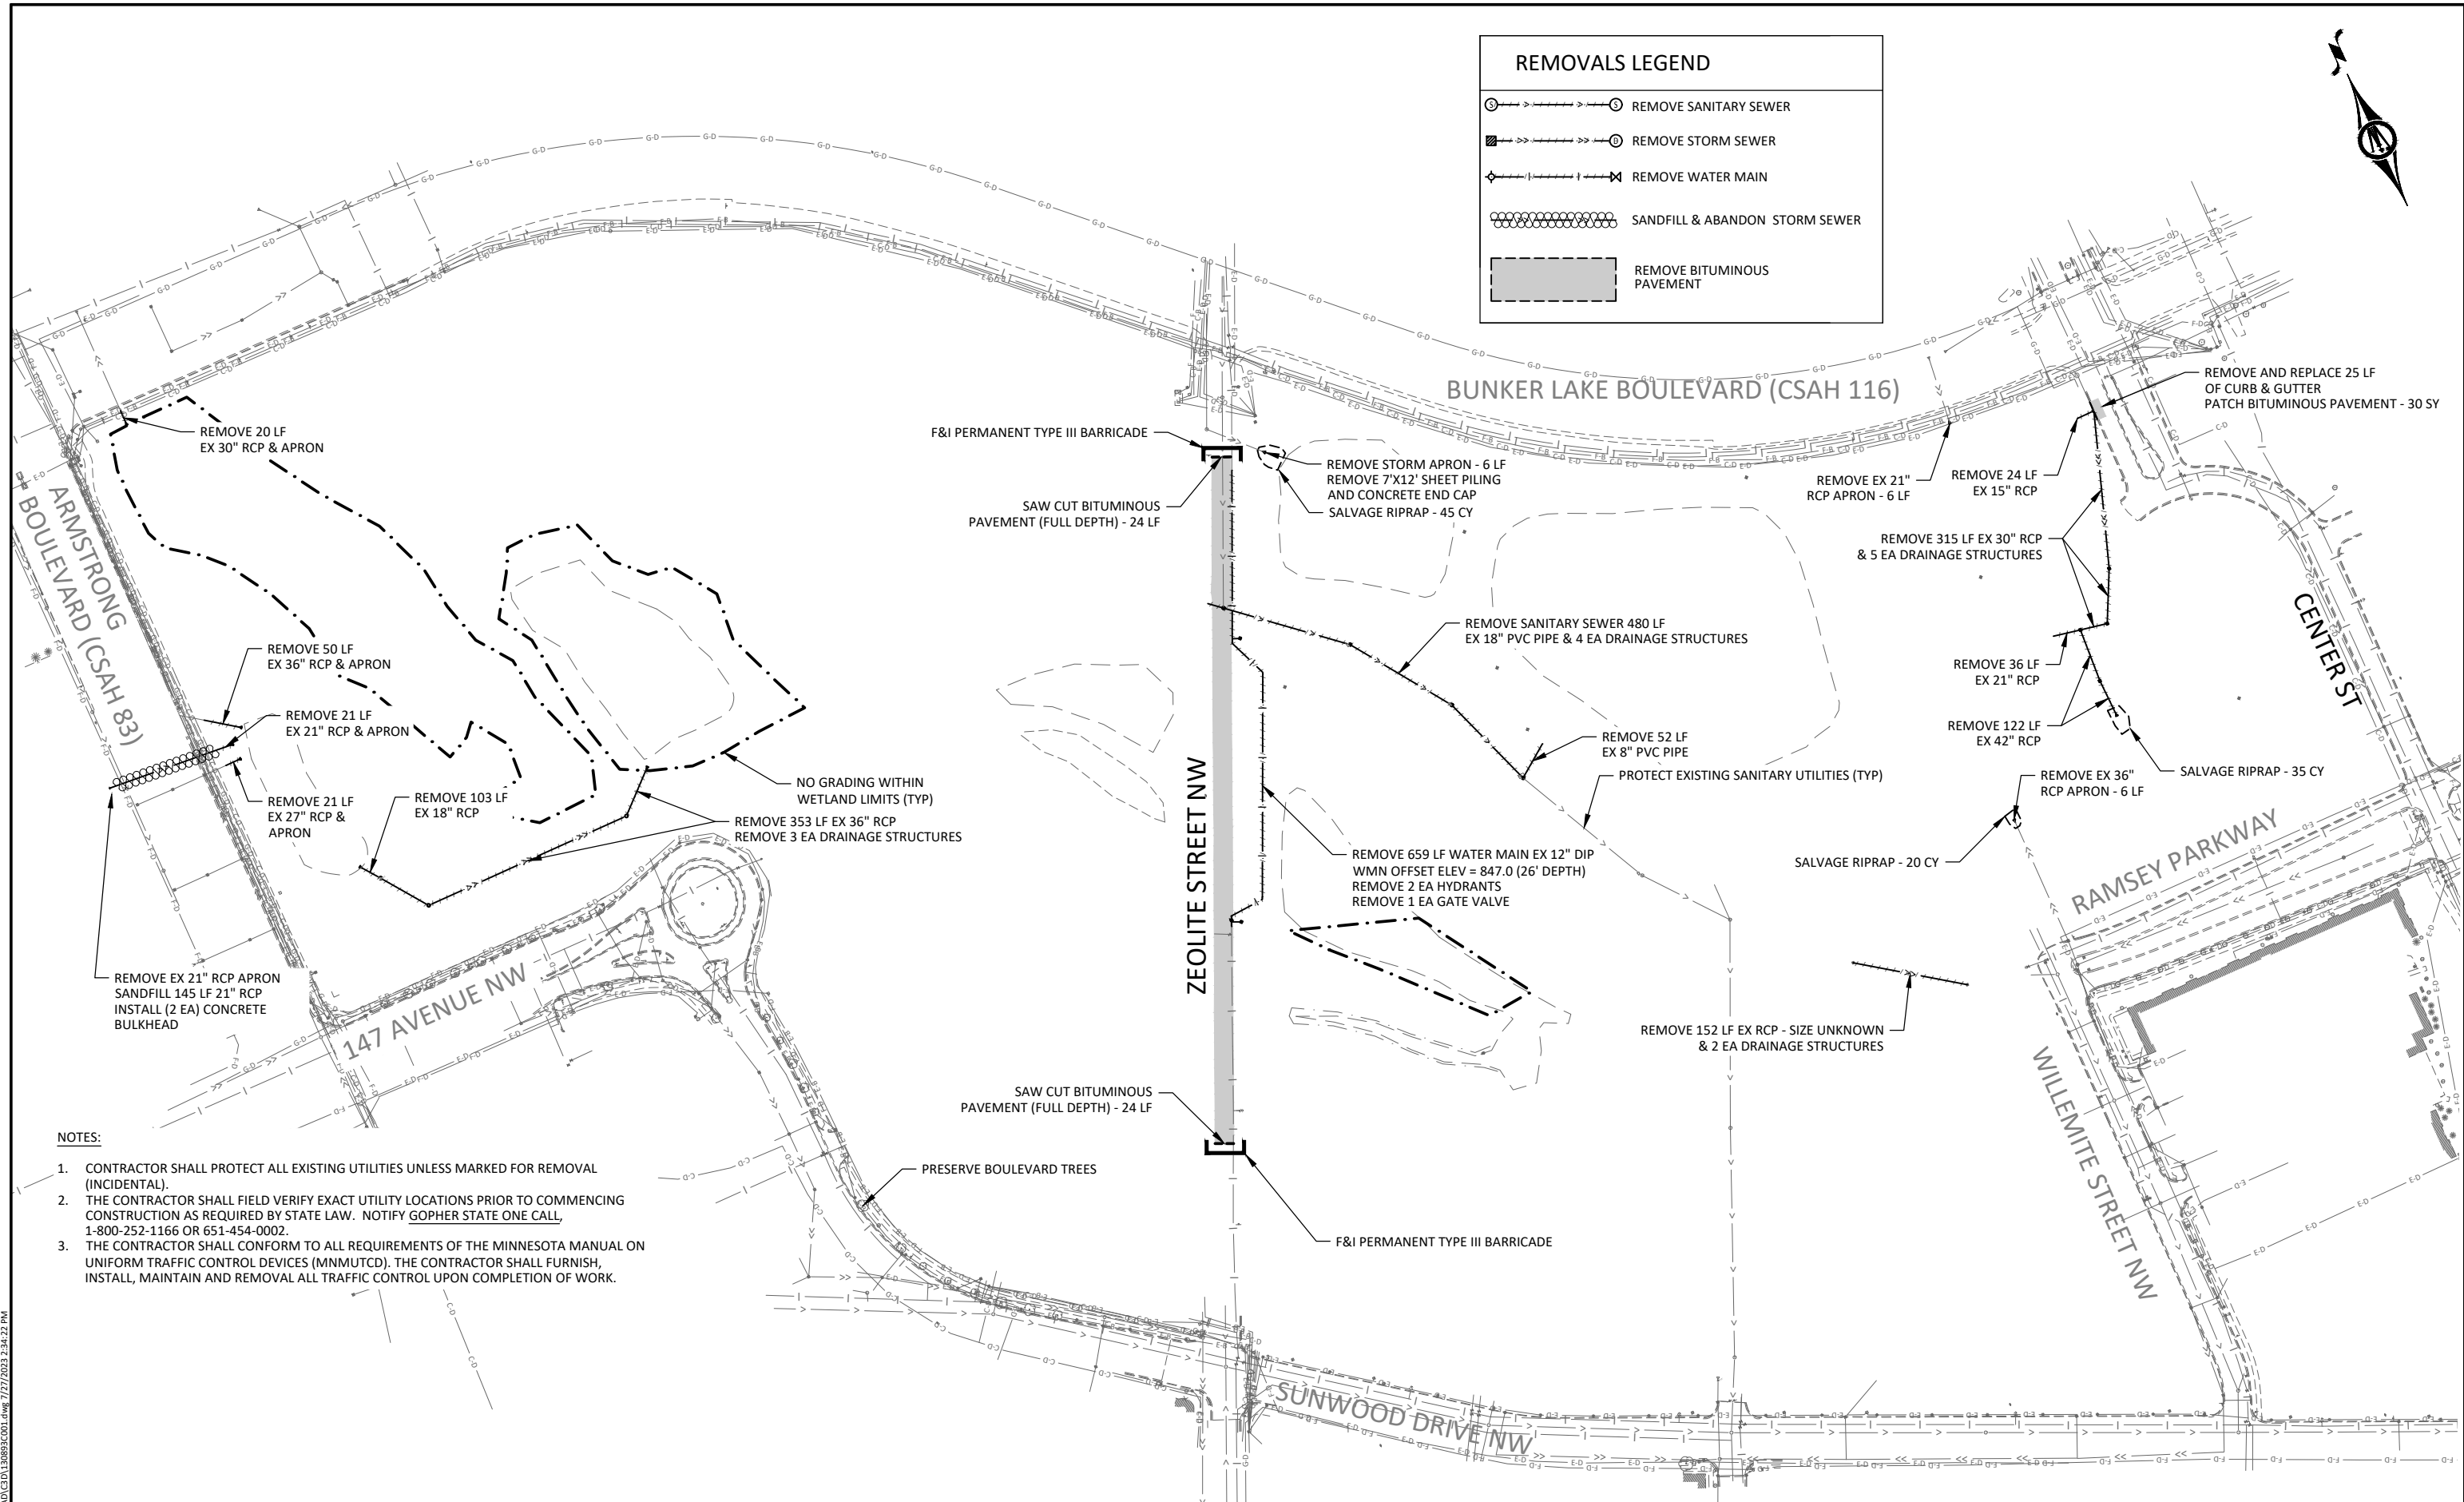 REMOVALS LEGEND
REMOVE SANITARY SEWER
REMOVE STORM SEWER
REMOVE WATER MAIN
SANDFILL & ABANDON STORM SEWER
REMOVE BITUMINOUS
PAVEMENT
BUNKER LAKE BOULEVARD (CSAH 116)
REMOVE AND REPLACE 25 LF
OF CURB & GUTTER
PATCH BITUMINOUS PAVEMENT - 30 SY
REMOVE 20 LF
EX 30" RCP & APRON
F&I PERMANENT TYPE III BARRICADE
REMOVE STORM APRON - 6 LF
REMOVE 7'X12' SHEET PILING
AND CONCRETE END CAP
SALVAGE RIPRAP - 45 CY
SAW CUT BITUMINOUS
PAVEMENT (FULL DEPTH) - 24 LF
REMOVE EX 21"
RCP APRON - 6 LF
REMOVE 24 LF
EX 15" RCP
REMOVE 315 LF EX 30" RCP
& 5 EA DRAINAGE STRUCTURES
ARMSTRONG
BOULEVARD (CSAH 83)
CENTER ST
REMOVE SANITARY SEWER 480 LF
EX 18" PVC PIPE & 4 EA DRAINAGE STRUCTURES
REMOVE 50 LF
EX 36" RCP & APRON
REMOVE 36 LF
EX 21" RCP
REMOVE 21 LF
EX 21" RCP & APRON
REMOVE 122 LF
EX 42" RCP
REMOVE 52 LF
EX 8" PVC PIPE
PROTECT EXISTING SANITARY UTILITIES (TYP)
SALVAGE RIPRAP - 35 CY
REMOVE EX 36"
RCP APRON - 6 LF
NO GRADING WITHIN
WETLAND LIMITS (TYP)
REMOVE 21 LF
EX 27" RCP &
APRON
REMOVE 103 LF
EX 18" RCP
REMOVE 353 LF EX 36" RCP
REMOVE 3 EA DRAINAGE STRUCTURES
ZEOLITE STREET NW
REMOVE 659 LF WATER MAIN EX 12" DIP
WMN OFFSET ELEV = 847.0 (26' DEPTH)
REMOVE 2 EA HYDRANTS
REMOVE 1 EA GATE VALVE
SALVAGE RIPRAP - 20 CY
RAMSEY PARKWAY
REMOVE EX 21" RCP APRON
SANDFILL 145 LF 21" RCP
INSTALL (2 EA) CONCRETE
BULKHEAD
147 AVENUE NW
REMOVE 152 LF EX RCP - SIZE UNKNOWN
& 2 EA DRAINAGE STRUCTURES
WILLEMITE STREET NW
SAW CUT BITUMINOUS
PAVEMENT (FULL DEPTH) - 24 LF
PRESERVE BOULEVARD TREES
F&I PERMANENT TYPE III BARRICADE
SUNWOOD DRIVE NW
NOTES:
1. CONTRACTOR SHALL PROTECT ALL EXISTING UTILITIES UNLESS MARKED FOR REMOVAL
(INCIDENTAL).
2. THE CONTRACTOR SHALL FIELD VERIFY EXACT UTILITY LOCATIONS PRIOR TO COMMENCING
CONSTRUCTION AS REQUIRED BY STATE LAW. NOTIFY GOPHER STATE ONE CALL,
1-800-252-1166 OR 651-454-0002.
3. THE CONTRACTOR SHALL CONFORM TO ALL REQUIREMENTS OF THE MINNESOTA MANUAL ON
UNIFORM TRAFFIC CONTROL DEVICES (MNMUTCD). THE CONTRACTOR SHALL FURNISH,
INSTALL, MAINTAIN AND REMOVAL ALL TRAFFIC CONTROL UPON COMPLETION OF WORK.
7/27/2023 2:34:22 PM